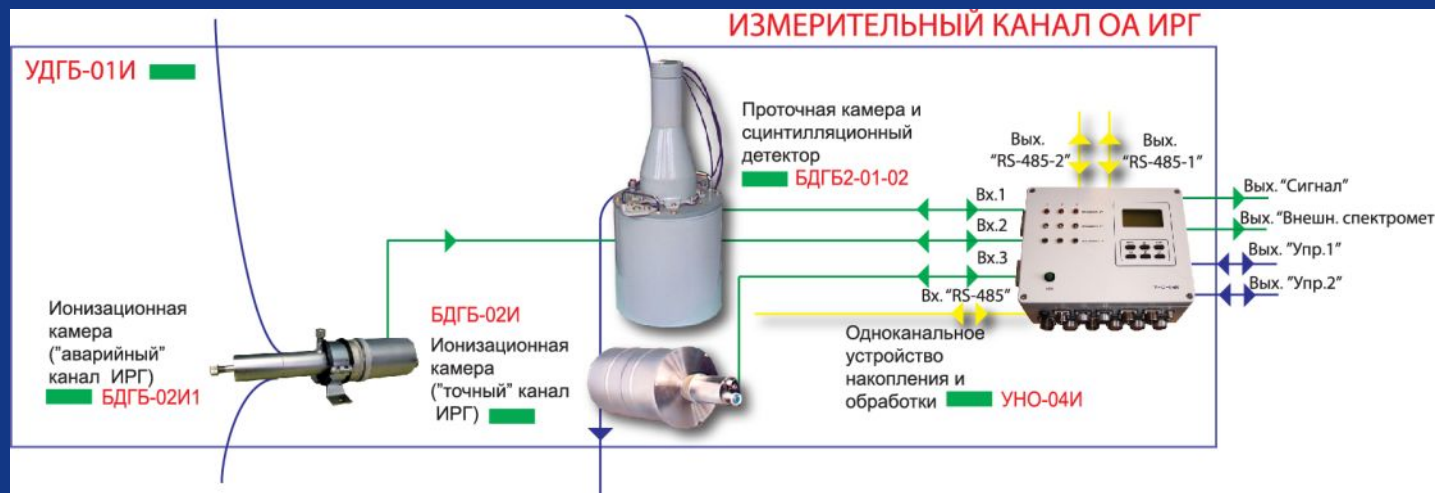 ИЗМЕРИТЕЛЬНЫЙ КАНАЛ ОА ИРГ
УДГБ-01И
Проточная камера и
сцинтилляционный
детектор
БДГБ2-01-02
Вых.
"RS-485-2"
Вых.
"RS-485-1"
Вх.1
Вх.2
Вх.3
Вх. "RS-485"
Вых. "Сигнал"
Вых. "Внешн. спектромет
Вых. "Упр.1"
Вых. "Упр.2"
Ионизационная
камера
("аварийный"
канал ИРГ)
БДГБ-02И1
БДГБ-02И
Ионизационная
камера
("точный" канал
ИРГ)
Одноканальное
устройство
накопления и
обработки
УНО-04И